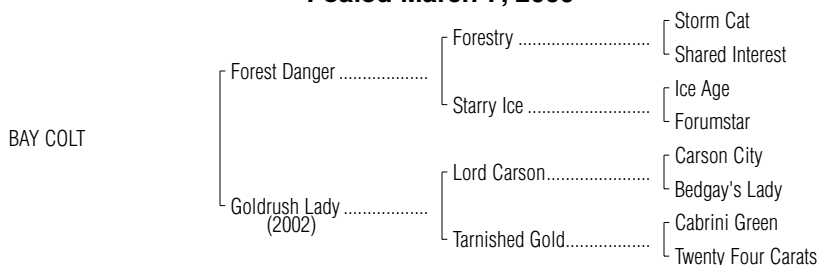 Foaled March 7,
Storm Cat
Forestry ............................
Shared Interest
Forest Danger ...................
Ice Age
Starry Ice ..........................
Forumstar
BAY COLT
Carson City
Lord Carson......................
Bedgay's Lady
Goldrush Lady ..................
(2002)
Cabrini Green
Tarnished Gold..................
Twenty Four Carats